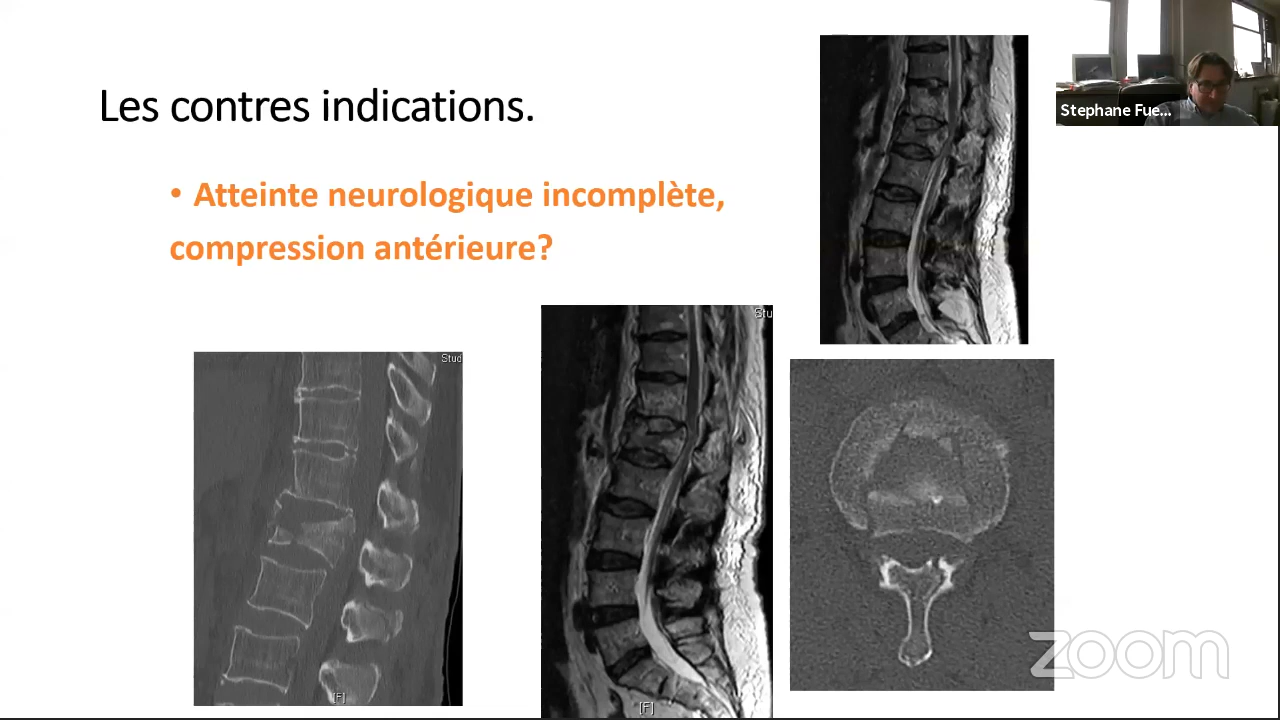 Les contres indications.
• Atteinte neurologique incomplète,
compression antérieure?
Stephane Fue...
Stu
Stud
[F]
[F]
zoom